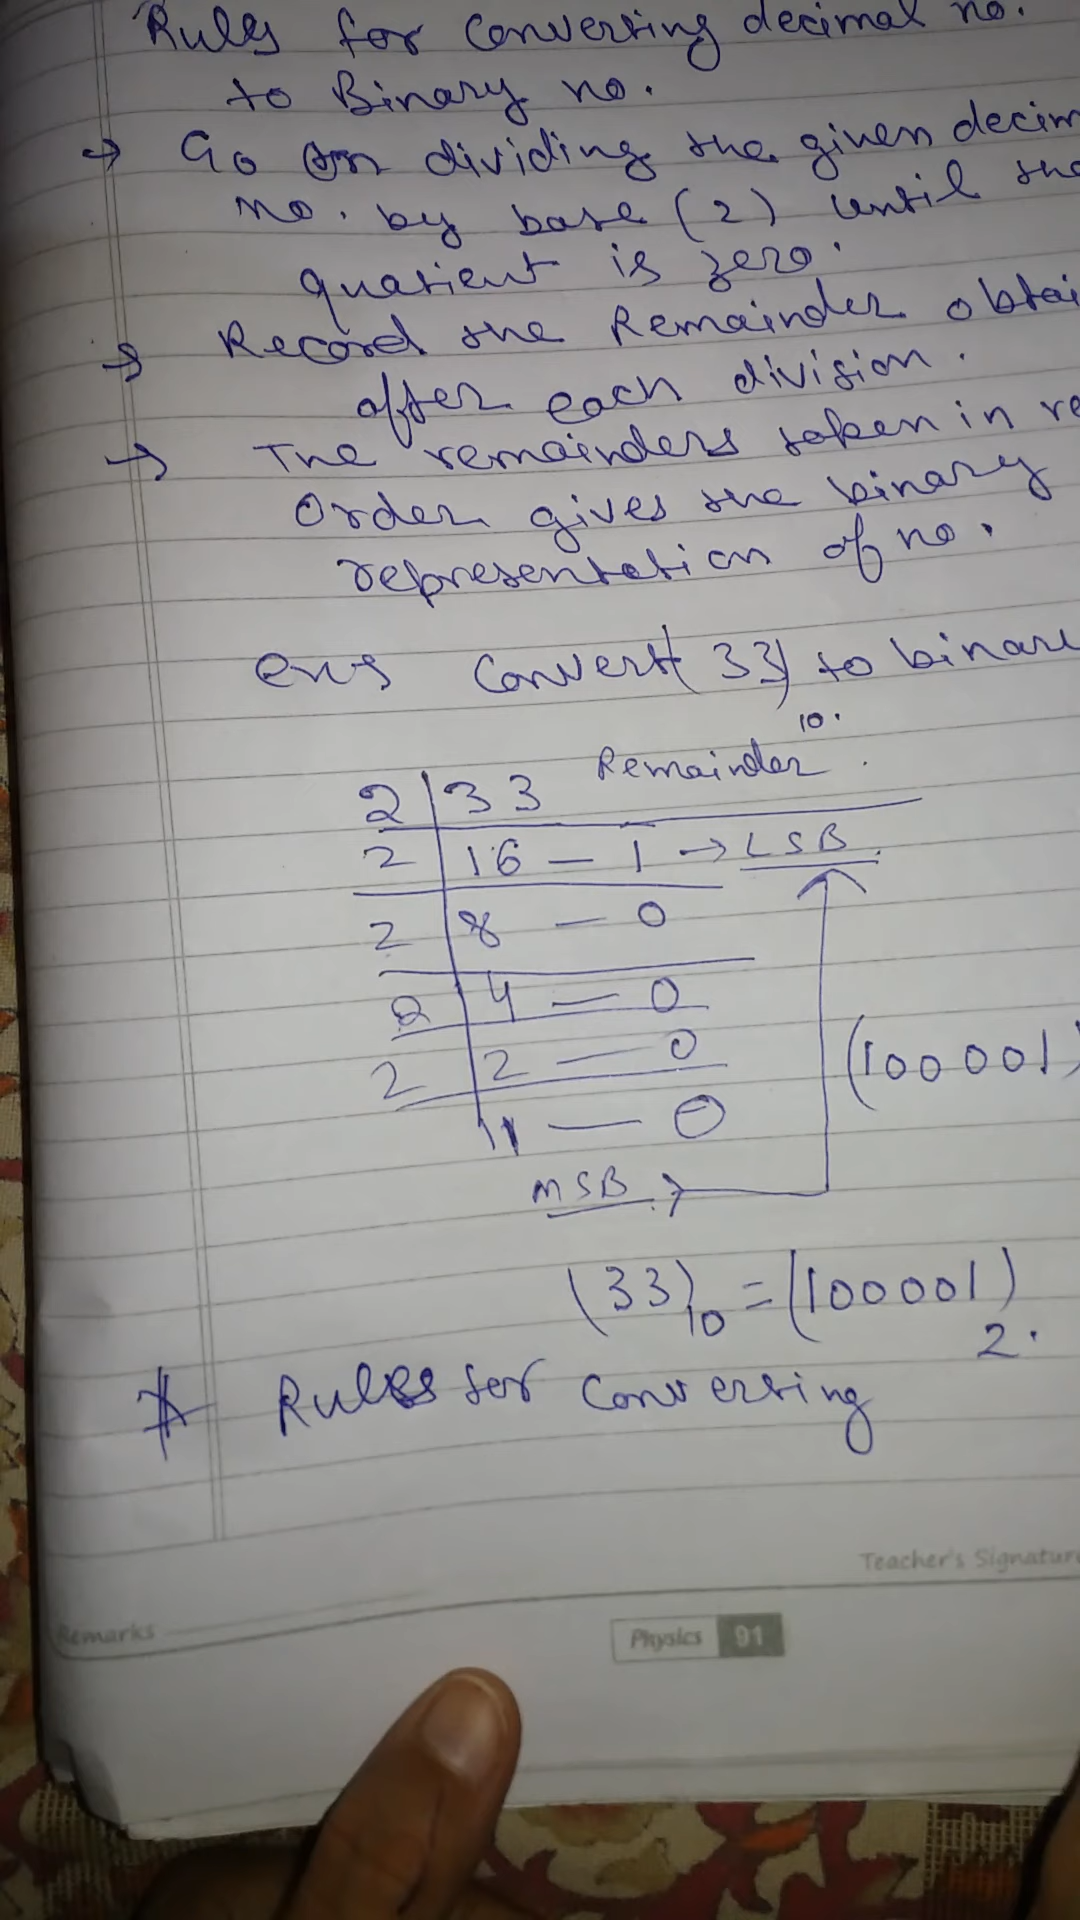 Rules for Converting decimal no.
to Binary no.
→ Go on dividing the given decim
no. by base (2) until the
quotient is zero.
→ Record the Remainder obtai
after each division.
→ The remainders taken in re
Order gives the binary
representation of no.
Convert (33)10. to binar
2 | 33 Remainder.
2 | 16 — 1 → LSB
2 | 8 — 0
2 | 4 — 0
2 | 2 — 0
1 — 0
(100001)
MSB
(33)10 = (100001)2.
* Rules for Converting
Teacher's Signature
Remarks
Physics 91